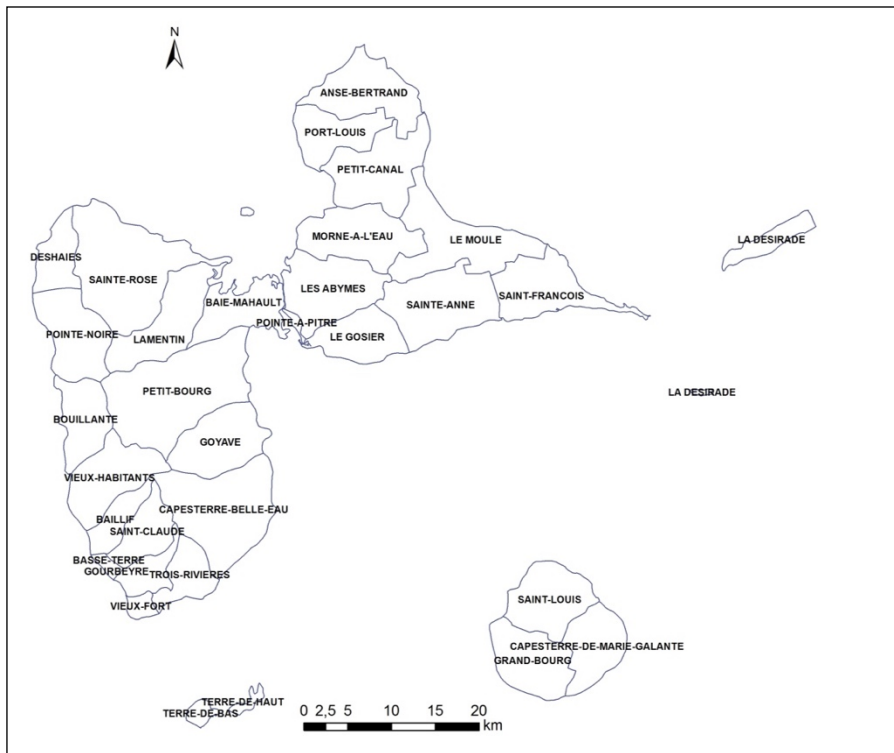 N
ANSE-BERTRAND
PORT-LOUIS
PETIT-CANAL
MORNE-A-L'EAU
LE MOULE
LA DESIRADE
DESHAIES
SAINTE-ROSE
LES ABYMES
BAIE-MAHAULT
SAINTE-ANNE
SAINT-FRANCOIS
POINTE-A-PITRE
POINTE-NOIRE
LAMENTIN
LE GOSIER
PETIT-BOURG
LA DESIRADE
BOUILLANTE
GOYAVE
VIEUX-HABITANTS
CAPESTERRE-BELLE-EAU
BAILLIF
SAINT-CLAUDE
BASSE-TERRE
GOURBEYRE
TROIS-RIVIERES
VIEUX-FORT
SAINT-LOUIS
CAPESTERRE-DE-MARIE-GALANTE
GRAND-BOURG
TERRE-DE-HAUT
TERRE-DE-BAS
0 2,5 5 10 15 20
km